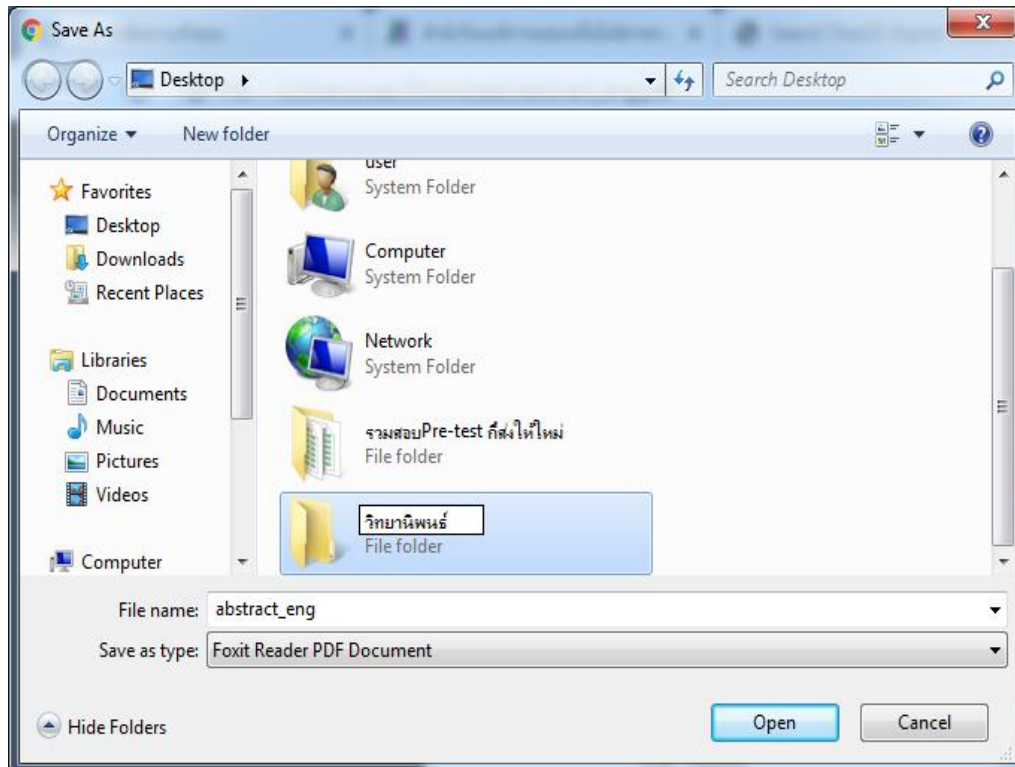 Save As
Desktop
Search Desktop
Organize
New folder
Favorites
Desktop
Downloads
Recent Places
Libraries
Documents
Music
Pictures
Videos
Computer
user
System Folder
Computer
System Folder
Network
System Folder
รวมสอบPre-test ที่ส่งให้ใหม่
File folder
วิทยานิพนธ์
File folder
File name: abstract_eng
Save as type: Foxit Reader PDF Document
Hide Folders
Open
Cancel